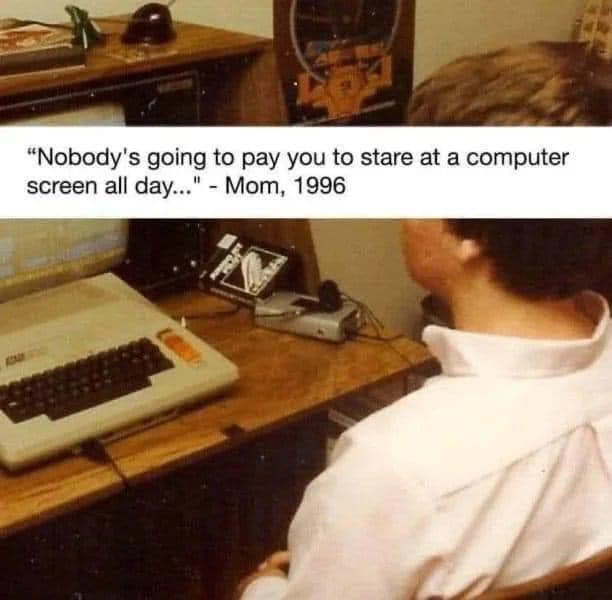 “Nobody's going to pay you to stare at a computer
screen all day..." - Mom, 1996